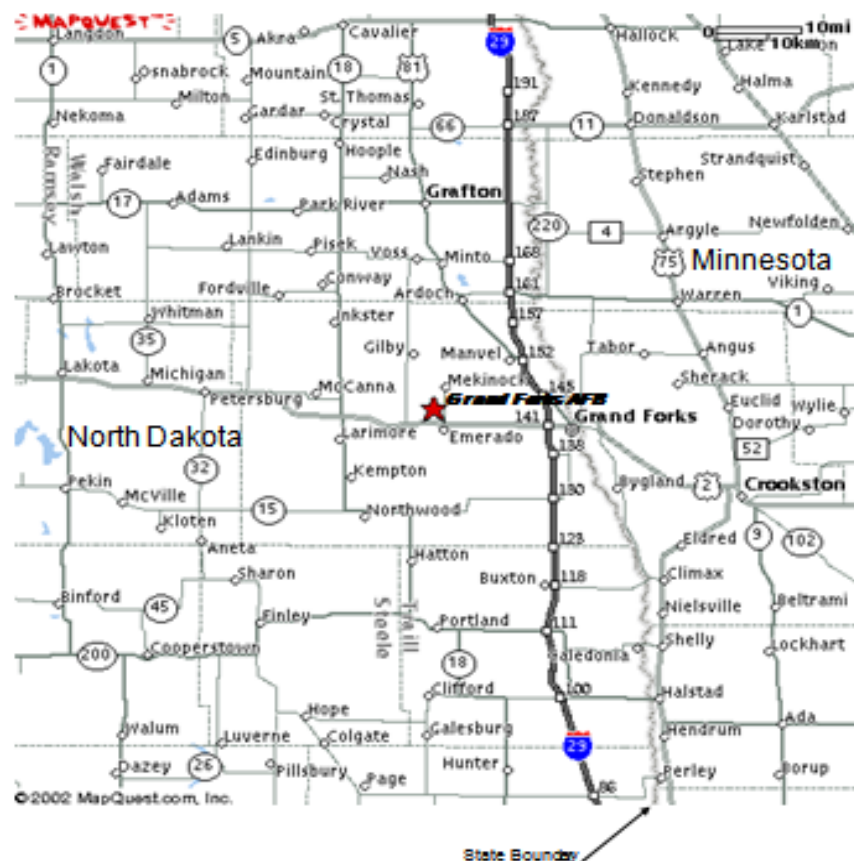 MAPQUEST
Langdon
5
Akra
Cavalier
29
Hallock
0 10mi
10km
Lake
1
Osnabrock
Mountain
18
81
191
Kennedy
Halma
Milton
St. Thomas
Nekoma
Gardar
Crystal
66
187
11
Donaldson
Karlstad
Ramsey
Walsh
Fairdale
Edinburg
Hoople
Nash
Stephen
Strandquist
17
Adams
Park River
Grafton
220
4
Argyle
Newfolden
Lawton
Lankin
Pisek
Voss
Minto
168
75
Minnesota
Viking
Brocket
Fordville
Conway
Ardoch
161
Warren
1
Whitman
Inkster
157
35
Gilby
Manvel
152
Tabor
Angus
Lakota
Michigan
Petersburg
McCanna
Mekinock
145
Sherack
Grand Forks AFB
Euclid
Wylie
141
Grand Forks
Dorothy
North Dakota
Larimore
Emerado
138
52
32
Kempton
Bygland
2
Crookston
Pekin
McVille
15
Northwood
130
Kloten
Aneta
Hatton
123
Eldred
9
102
Sharon
Buxton
118
Climax
Binford
45
Finley
Steele
Traill
Portland
111
Nielsville
Beltrami
200
Cooperstown
18
Caledonia
Shelly
Lockhart
Clifford
100
Halstad
Hope
Walum
Luverne
Colgate
Galesburg
29
Hendrum
Ada
Dazey
26
Pillsbury
Page
Hunter
86
Perley
Borup
©2002 MapQuest.com, Inc.
State Boundary